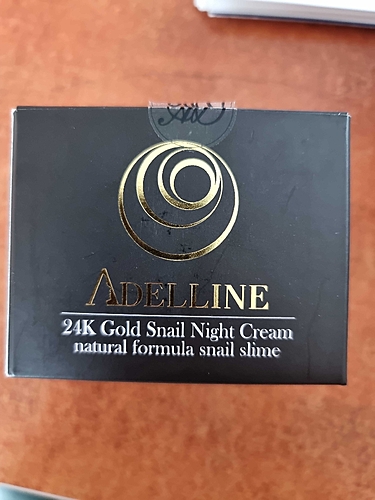 ADELLINE
24K Gold Snail Night Cream
natural formula snail slime